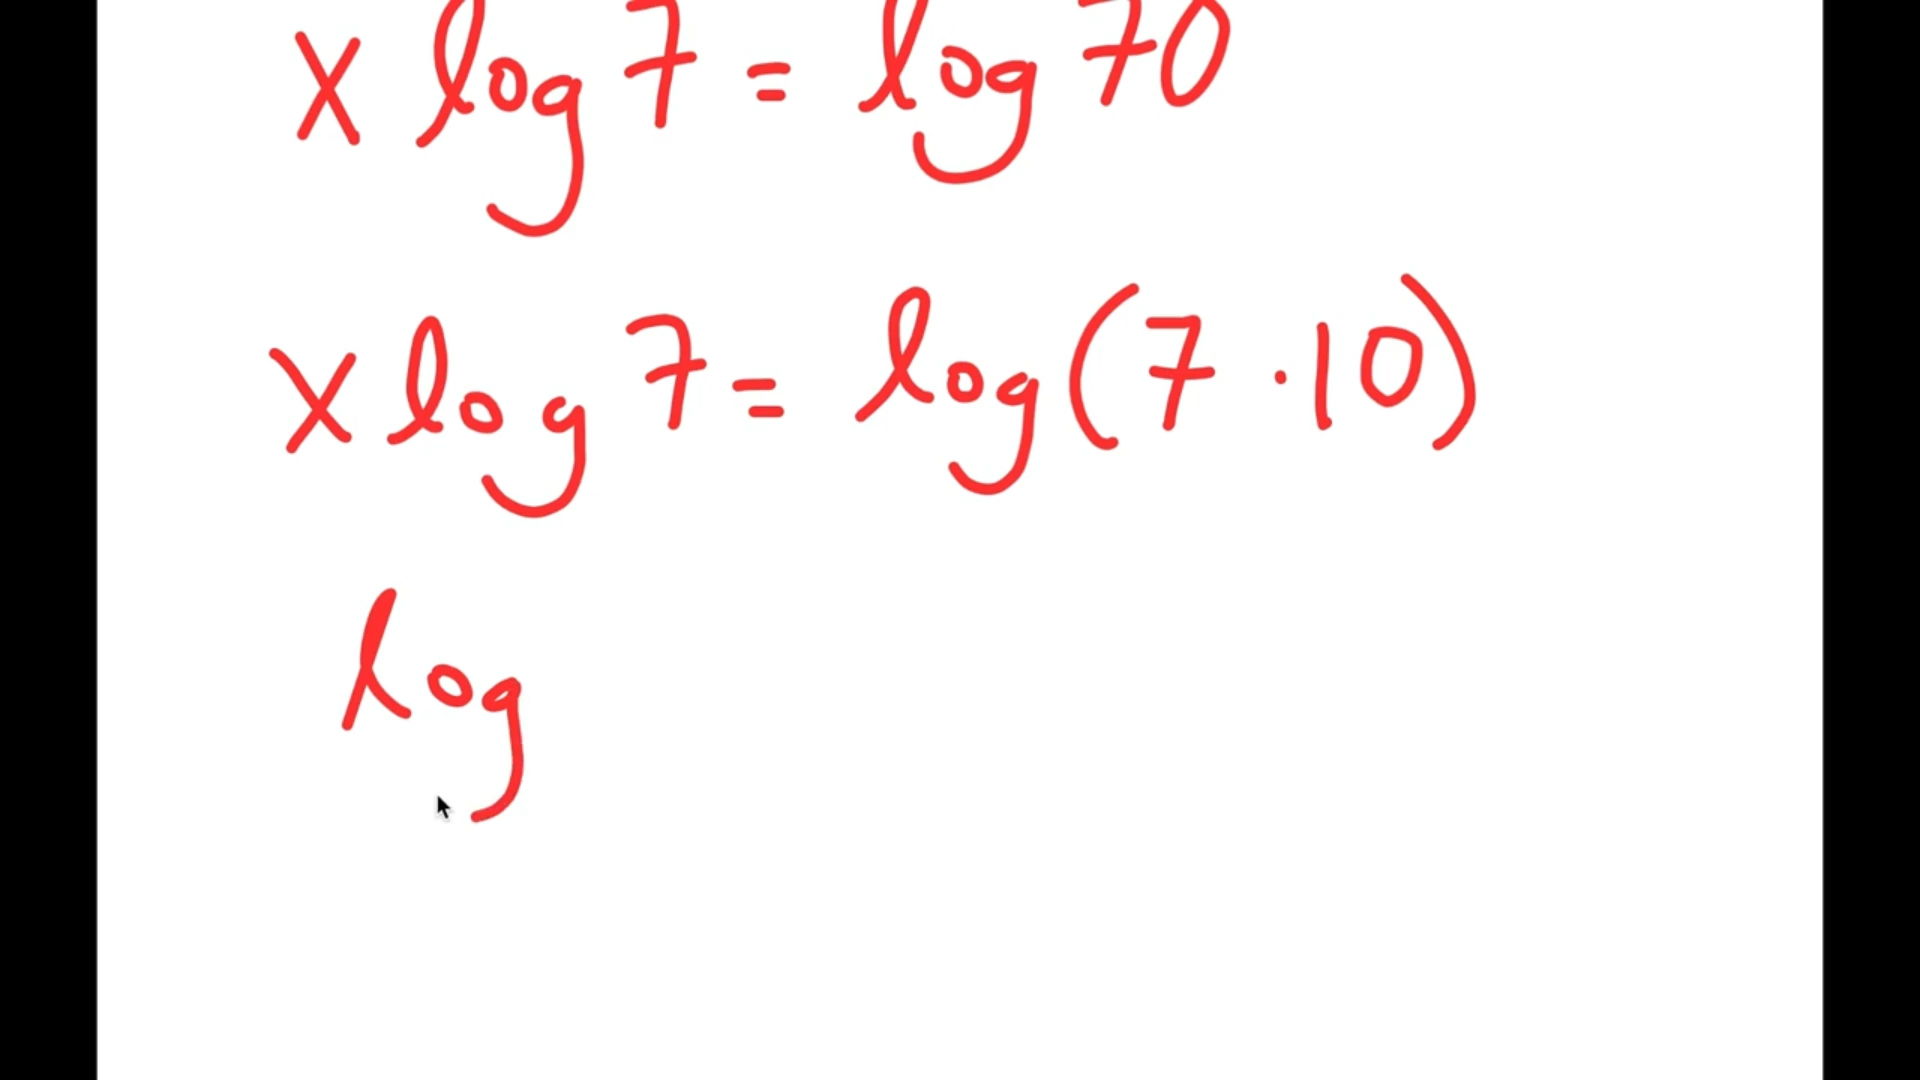 x log 7 = log 70
x log 7 = log (7 · 10)
log